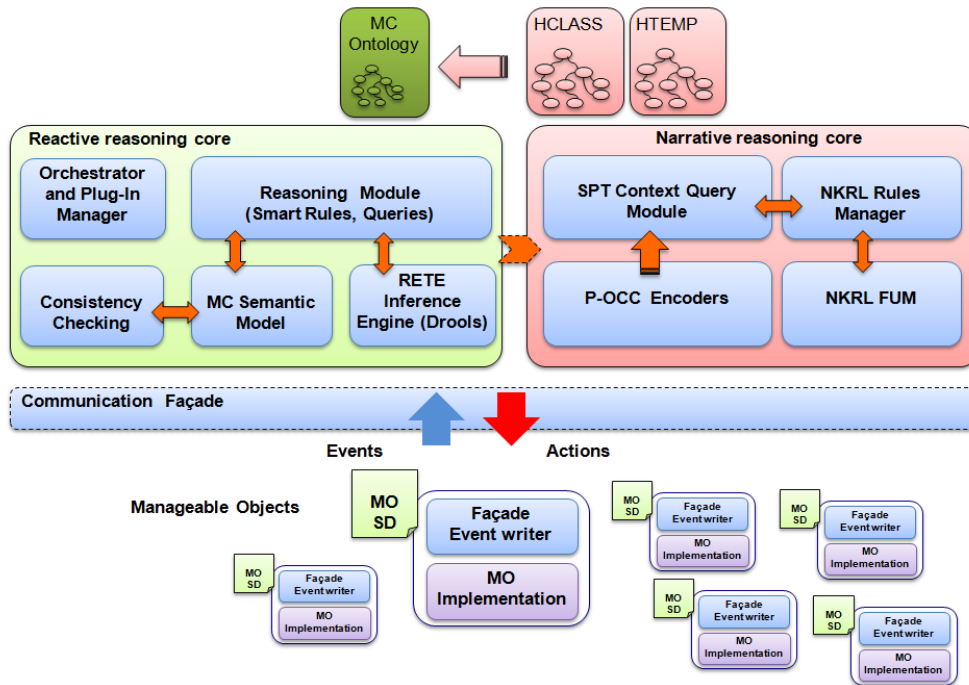 MC
Ontology
HCLASS
HTEMP
Reactive reasoning core
Orchestrator
and Plug-In
Manager
Reasoning Module
(Smart Rules, Queries)
Consistency
Checking
MC Semantic
Model
RETE
Inference
Engine (Drools)
Narrative reasoning core
SPT Context Query
Module
NKRL Rules
Manager
P-OCC Encoders
NKRL FUM
Communication Façade
Events
Actions
Manageable Objects
MO
SD
Façade
Event writer
MO
Implementation
MO
SD
Façade
Event writer
MO
Implementation
MO
SD
Façade
Event writer
MO
Implementation
MO
SD
Façade
Event writer
MO
Implementation
MO
SD
Façade
Event writer
MO
Implementation
MO
SD
Façade
Event writer
MO
Implementation